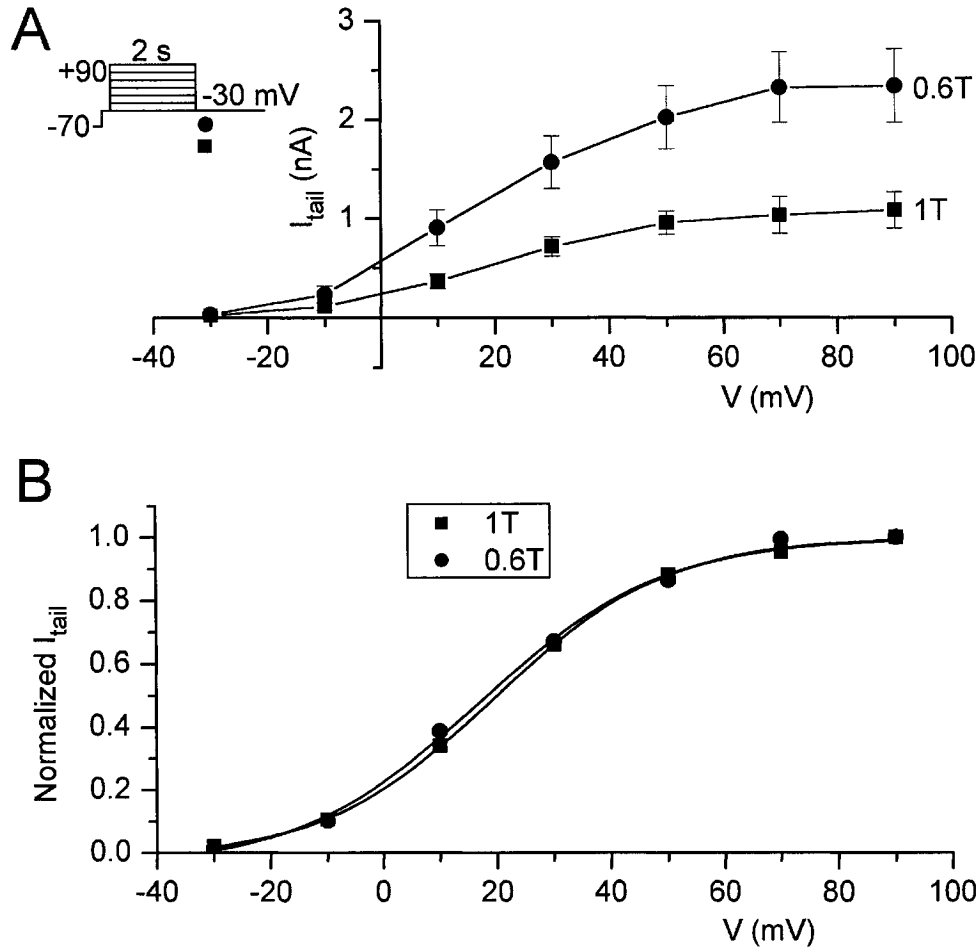 A
2 s
+90
-30 mV
-70
I_tail (nA)
3
2
1
0.6T
1T
-40 -20 20 40 60 80 100
V (mV)
B
1T
0.6T
Normalized I_tail
1.0
0.8
0.6
0.4
0.2
0.0
-40 -20 0 20 40 60 80 100
V (mV)